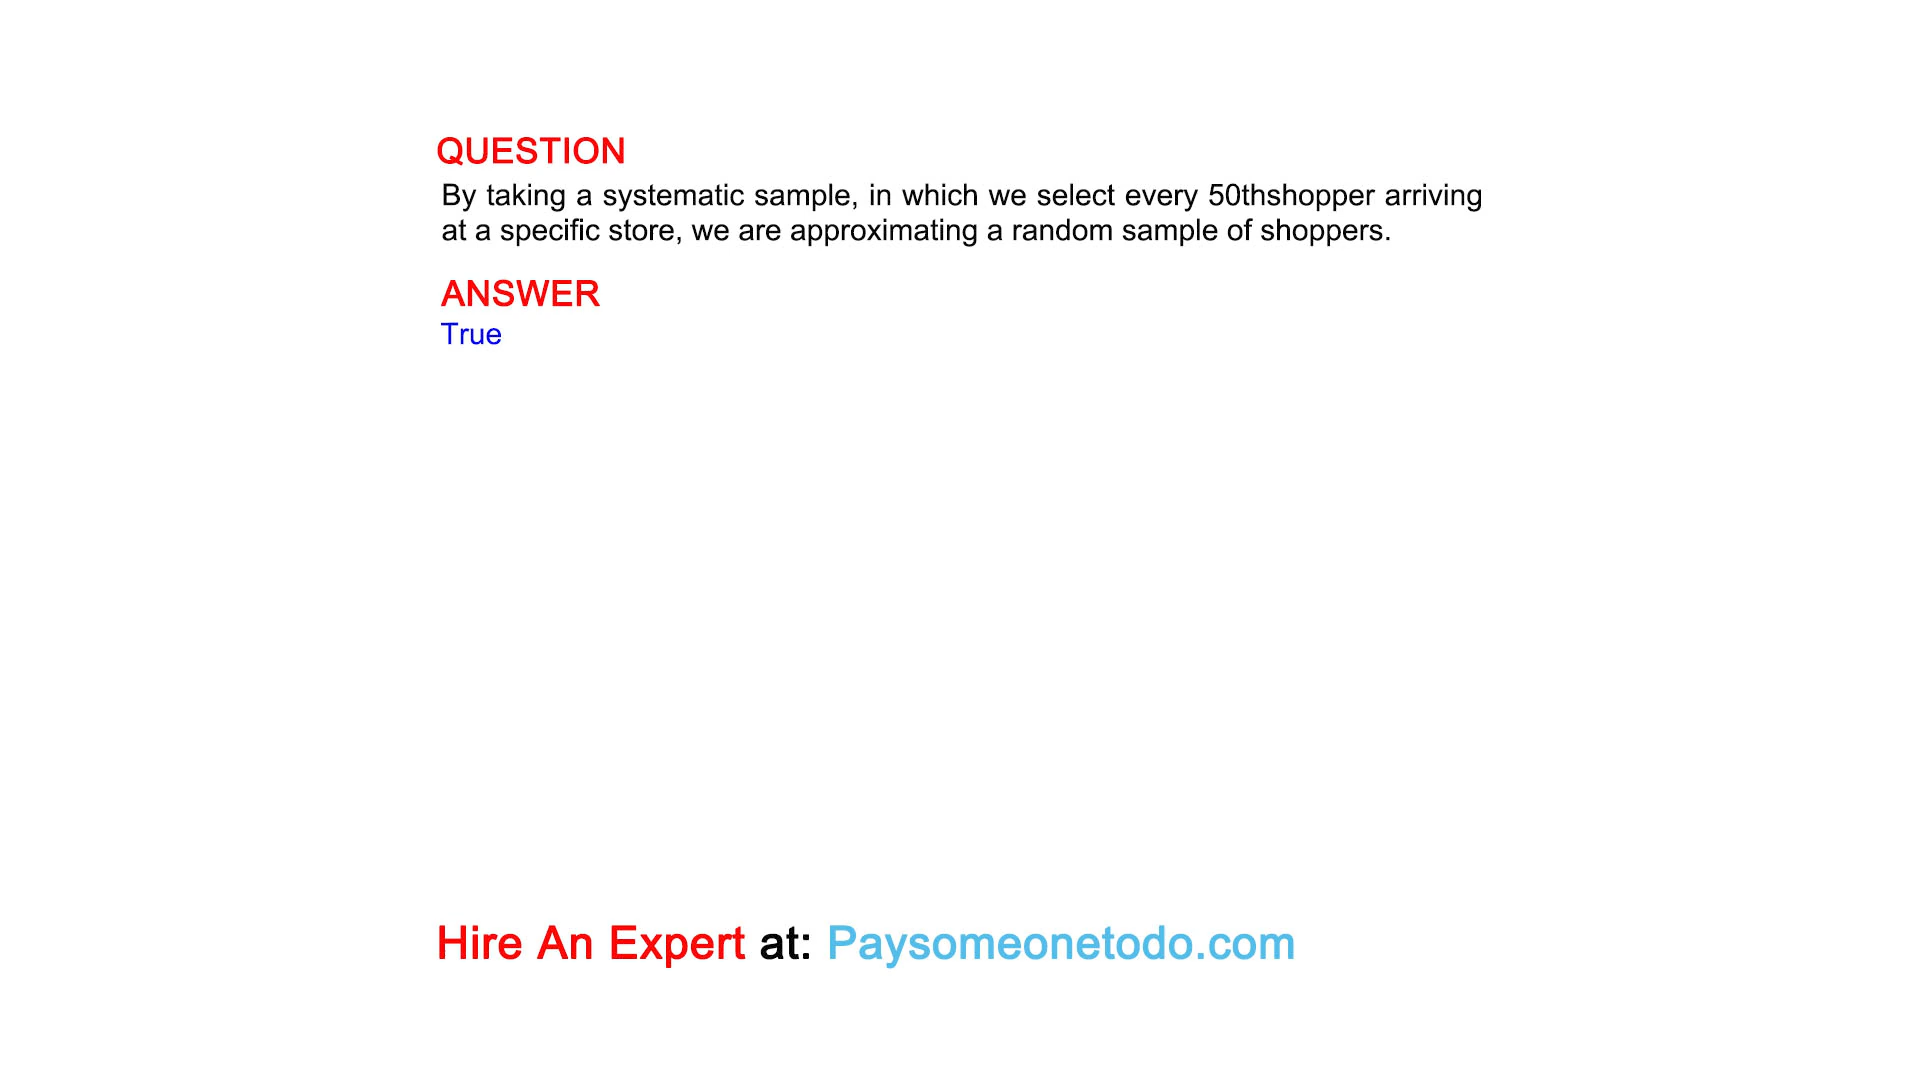 QUESTION
By taking a systematic sample, in which we select every 50thshopper arriving
at a specific store, we are approximating a random sample of shoppers.
ANSWER
True
Hire An Expert at: Paysomeonetodo.com